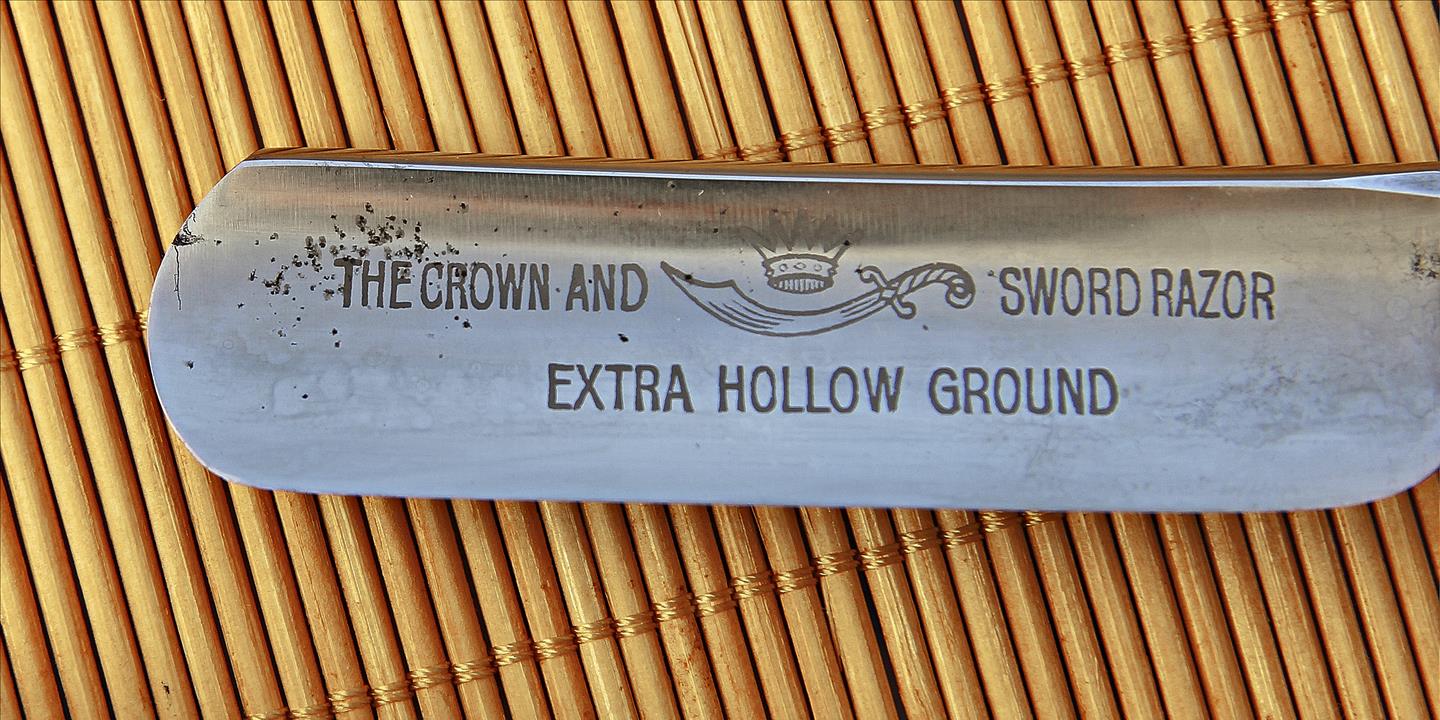 THE CROWN AND SWORD RAZOR
EXTRA HOLLOW GROUND